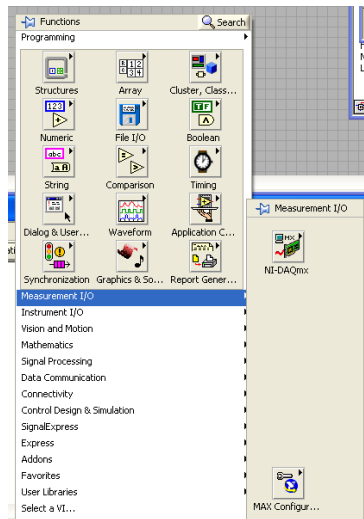 Functions
Search
Programming
Structures
Array
Cluster, Class...
Numeric
File I/O
Boolean
String
Comparison
Timing
Dialog & User...
Waveform
Application C...
Synchronization
Graphics & So...
Report Gener...
Measurement I/O
Instrument I/O
Vision and Motion
Mathematics
Signal Processing
Data Communication
Connectivity
Control Design & Simulation
SignalExpress
Express
Addons
Favorites
User Libraries
Select a VI...
Measurement I/O
NI-DAQmx
MAX Configur...